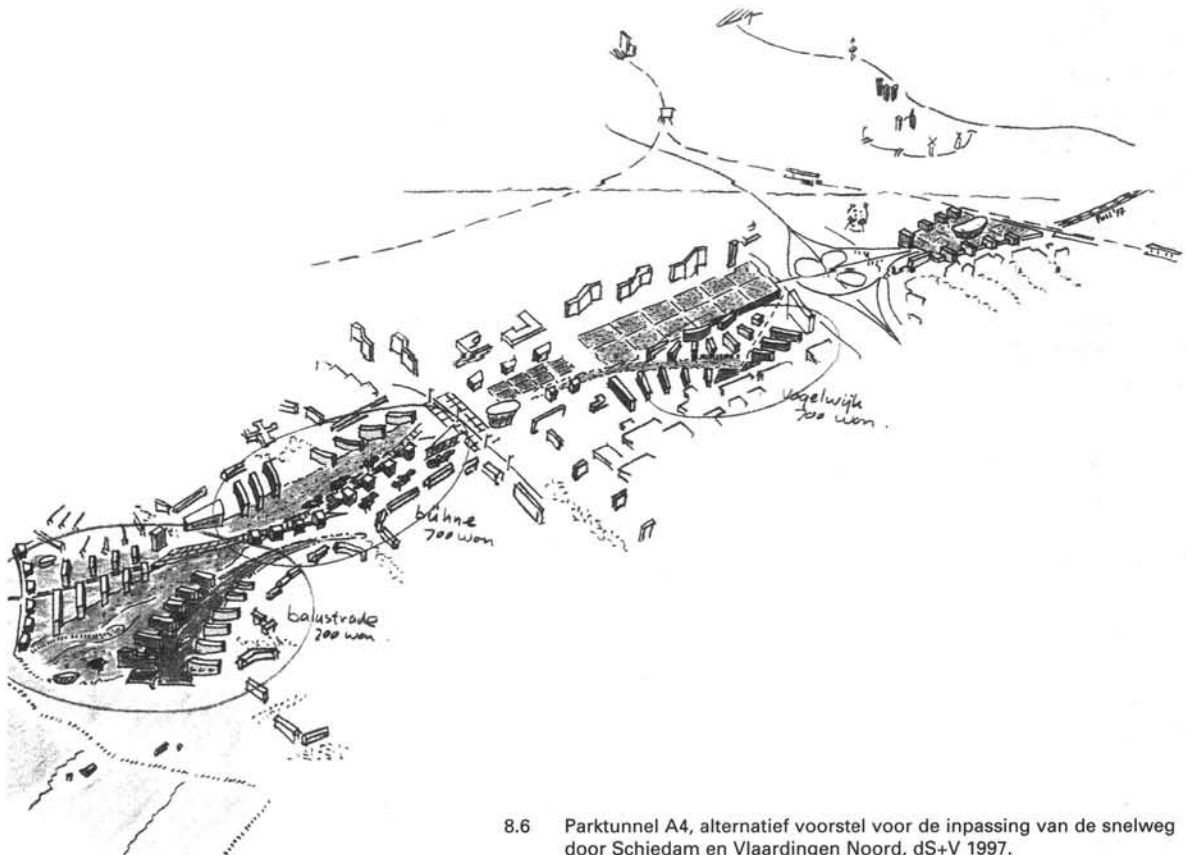 vogelwijk
700 won.
bühne
700 won
balustrade
200 won.
8.6 Parktunnel A4, alternatief voorstel voor de inpassing van de snelweg
door Schiedam en Vlaardingen Noord, dS+V 1997.